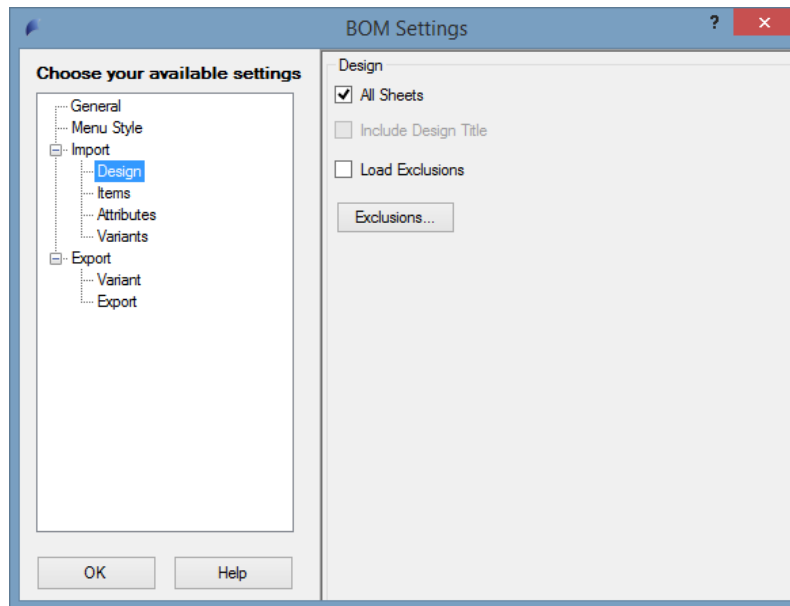 BOM Settings
?
Choose your available settings
General
Menu Style
Import
Design
Items
Attributes
Variants
Export
Variant
Export
OK
Help
Design
All Sheets
Include Design Title
Load Exclusions
Exclusions...